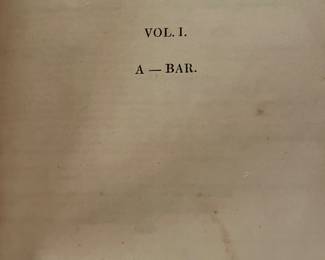 VOL. I.
A — BAR.